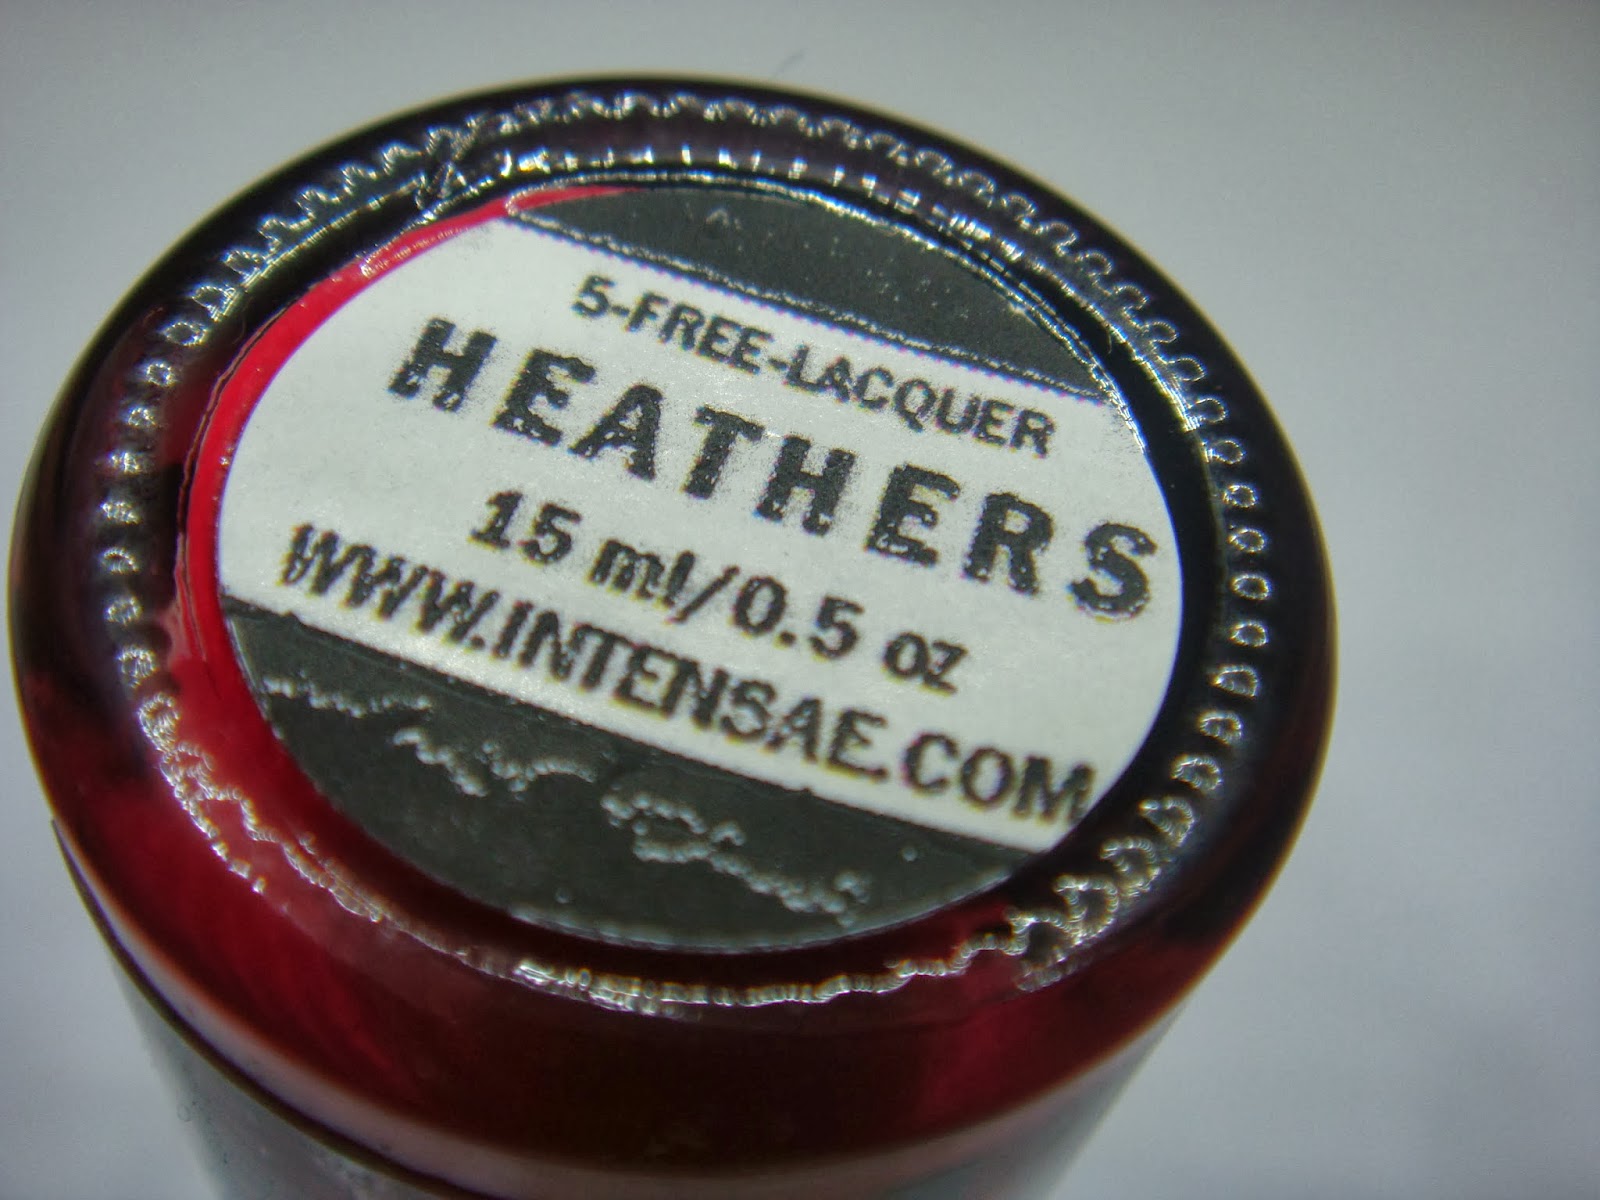 5-FREE-LACQUER
HEATHERS
15 ml/0.5 oz
WWW.INTENSAE.COM